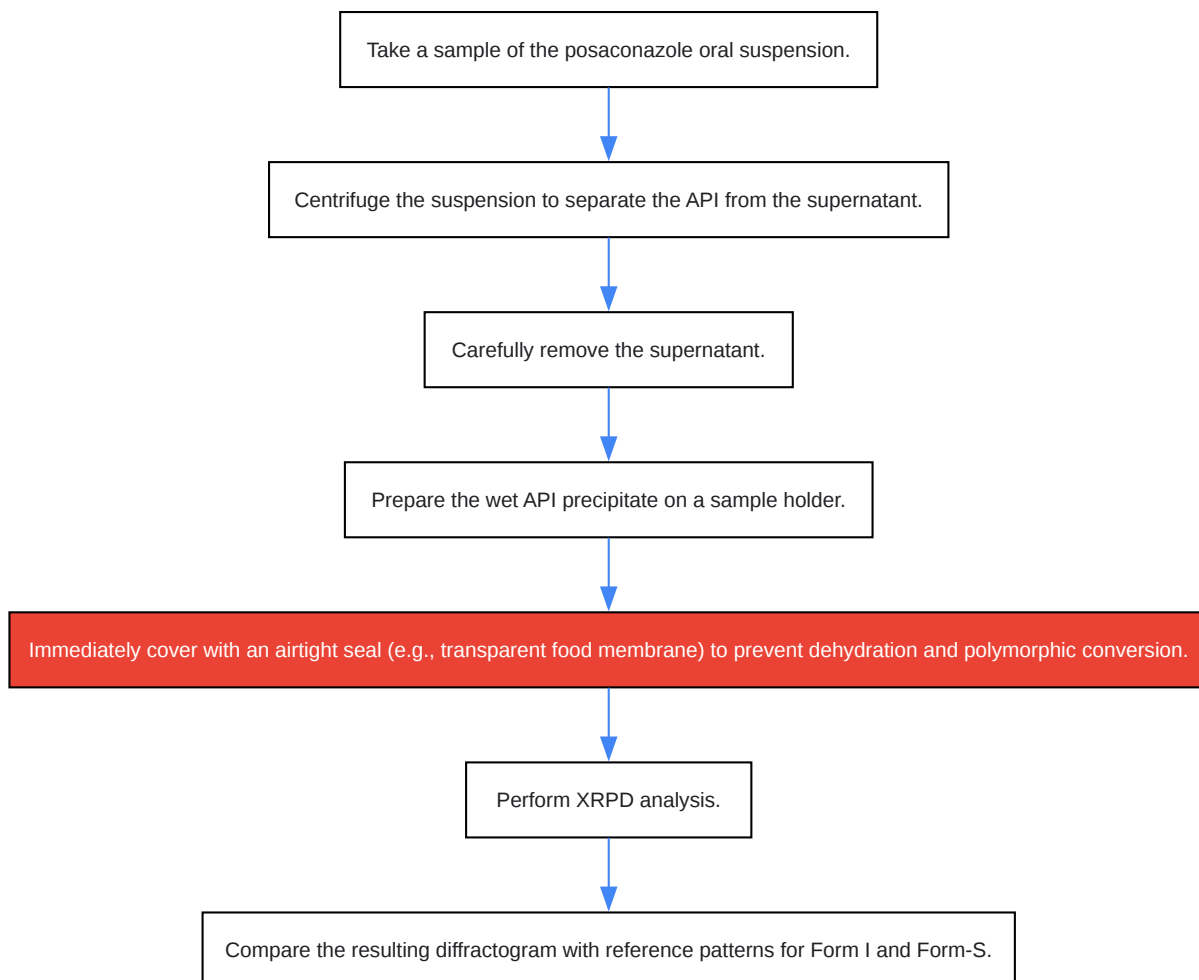 Take a sample of the posaconazole oral suspension.
Centrifuge the suspension to separate the API from the supernatant.
Carefully remove the supernatant.
Prepare the wet API precipitate on a sample holder.
Immediately cover with an airtight seal (e.g., transparent food membrane) to prevent dehydration and polymorphic conversion.
Perform XRPD analysis.
Compare the resulting diffractogram with reference patterns for Form I and Form-S.